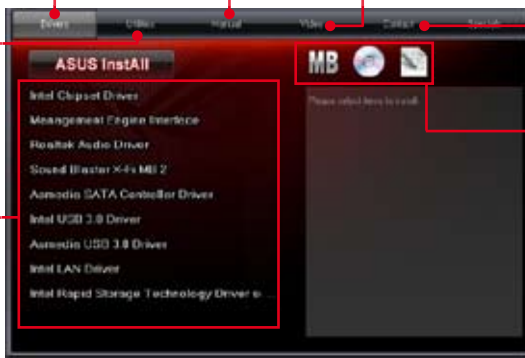 Drivers Utilities Manual Video Contact Specials
ASUS InstAll
MB
Intel Chipset Driver
Please select items to install.
Management Engine Interface
Realtek Audio Driver
Sound Blaster X-Fi MB 2
Asmedia SATA Controller Driver
Intel USB 3.0 Driver
Asmedia USB 3.0 Driver
Intel LAN Driver
Intel Rapid Storage Technology Driver ...